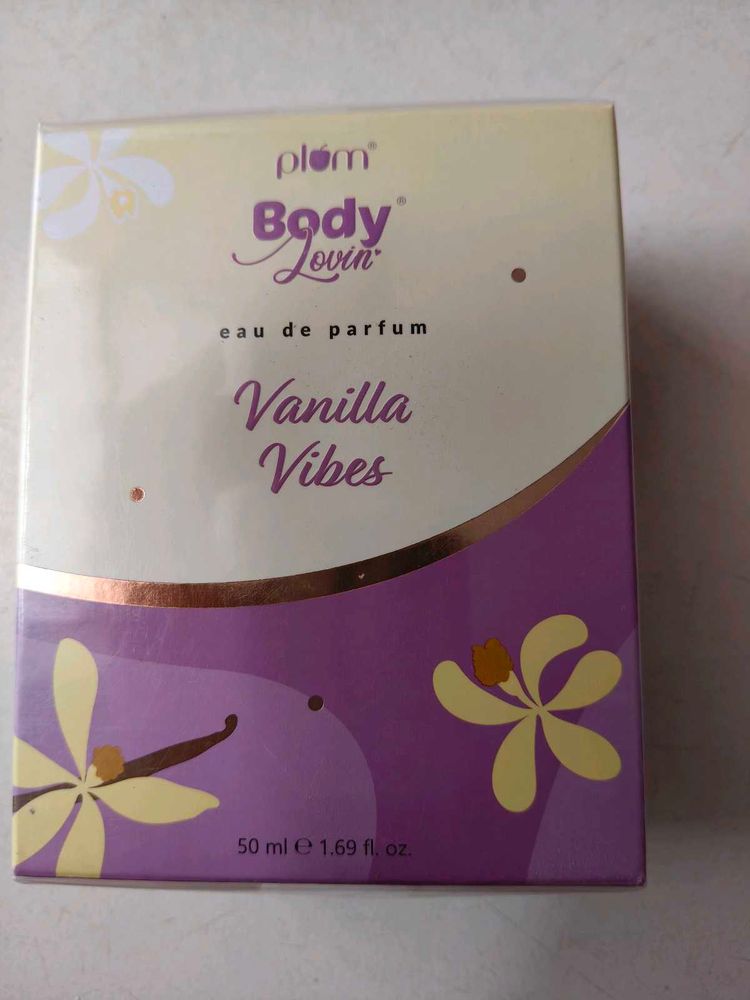 plum®
Body®
Lovin
eau de parfum
Vanilla
Vibes
50 ml ℮ 1.69 fl. oz.